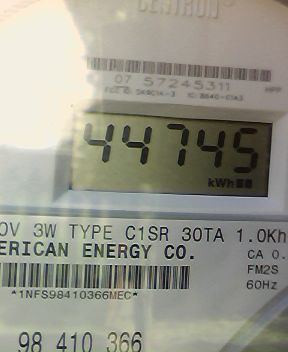 CENTRON®
07 57245311
44745
kWh
0V 3W TYPE C1SR 30TA 1.0Kh
ERICAN ENERGY CO.
CA 0.
FM2S
60Hz
*1NFS98410366MEC*
98 410 366